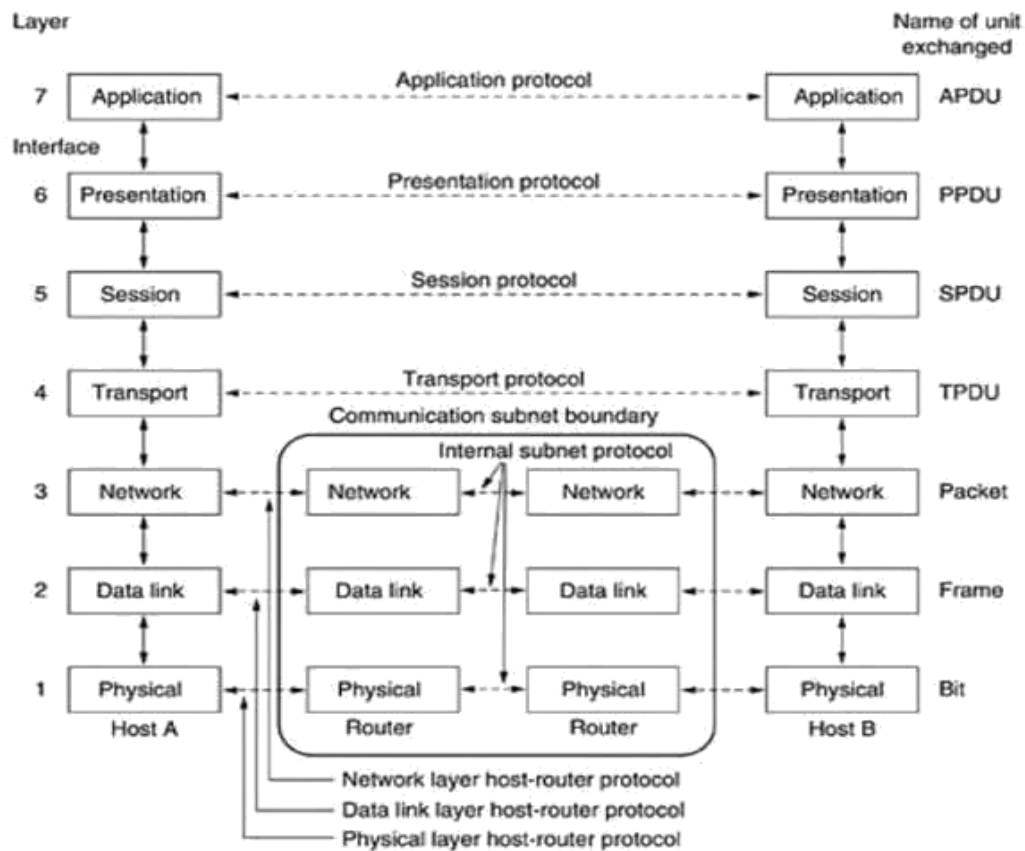 Layer
Name of unit
exchanged
Application protocol
7
Application
Application
APDU
Interface
Presentation protocol
6
Presentation
Presentation
PPDU
Session protocol
5
Session
Session
SPDU
Transport protocol
4
Transport
Transport
TPDU
Communication subnet boundary
Internal subnet protocol
3
Network
Network
Network
Network
Packet
2
Data link
Data link
Data link
Data link
Frame
1
Physical
Physical
Physical
Physical
Bit
Host A
Router
Router
Host B
Network layer host-router protocol
Data link layer host-router protocol
Physical layer host-router protocol